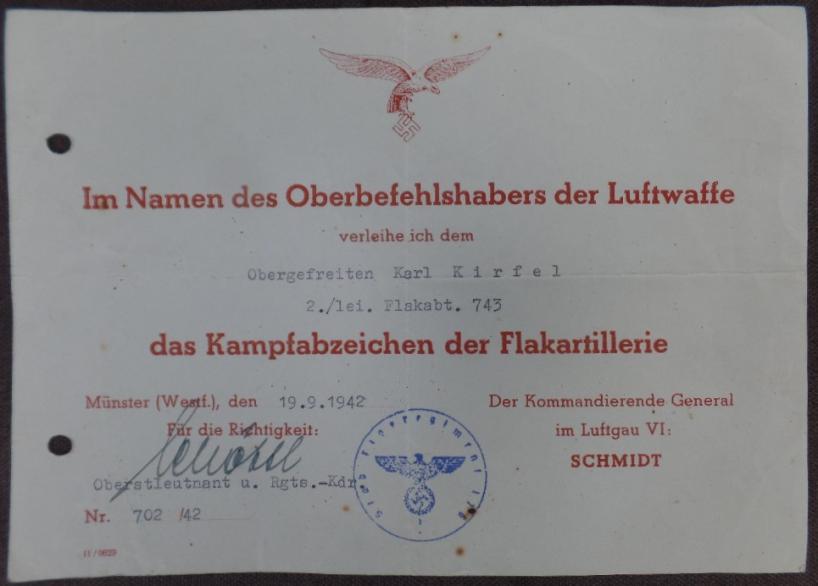 Im Namen des Oberbefehlshabers der Luftwaffe
verleihe ich dem
Obergefreiten Karl K i r f e l
2./lei. Flakabt. 743
das Kampfabzeichen der Flakartillerie
Münster (Westf.), den 19.9.1942
Für die Richtigkeit:
Oberstleutnant u. Rgts.-Kdr
Nr. 702 /42
Der Kommandierende General
im Luftgau VI:
SCHMIDT
11/9629